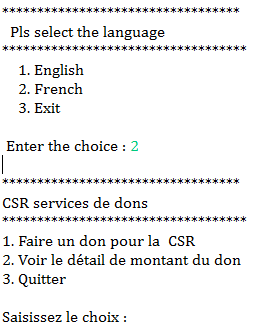 **********************************
Pls select the language
***********************************
1. English
2. French
3. Exit
Enter the choice : 2
**********************************
CSR services de dons
***********************************
1. Faire un don pour la  CSR
2. Voir le détail de montant du don
3. Quitter
Saisissez le choix :